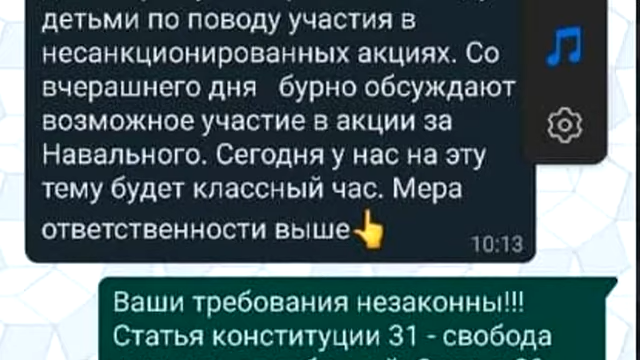 детьми по поводу участия в
несанкционированных акциях. Со
вчерашнего дня бурно обсуждают
возможное участие в акции за
Навального. Сегодня у нас на эту
тему будет классный час. Мера
ответственности выше👆
10:13
Ваши требования незаконны!!!
Статья конституции 31 - свобода